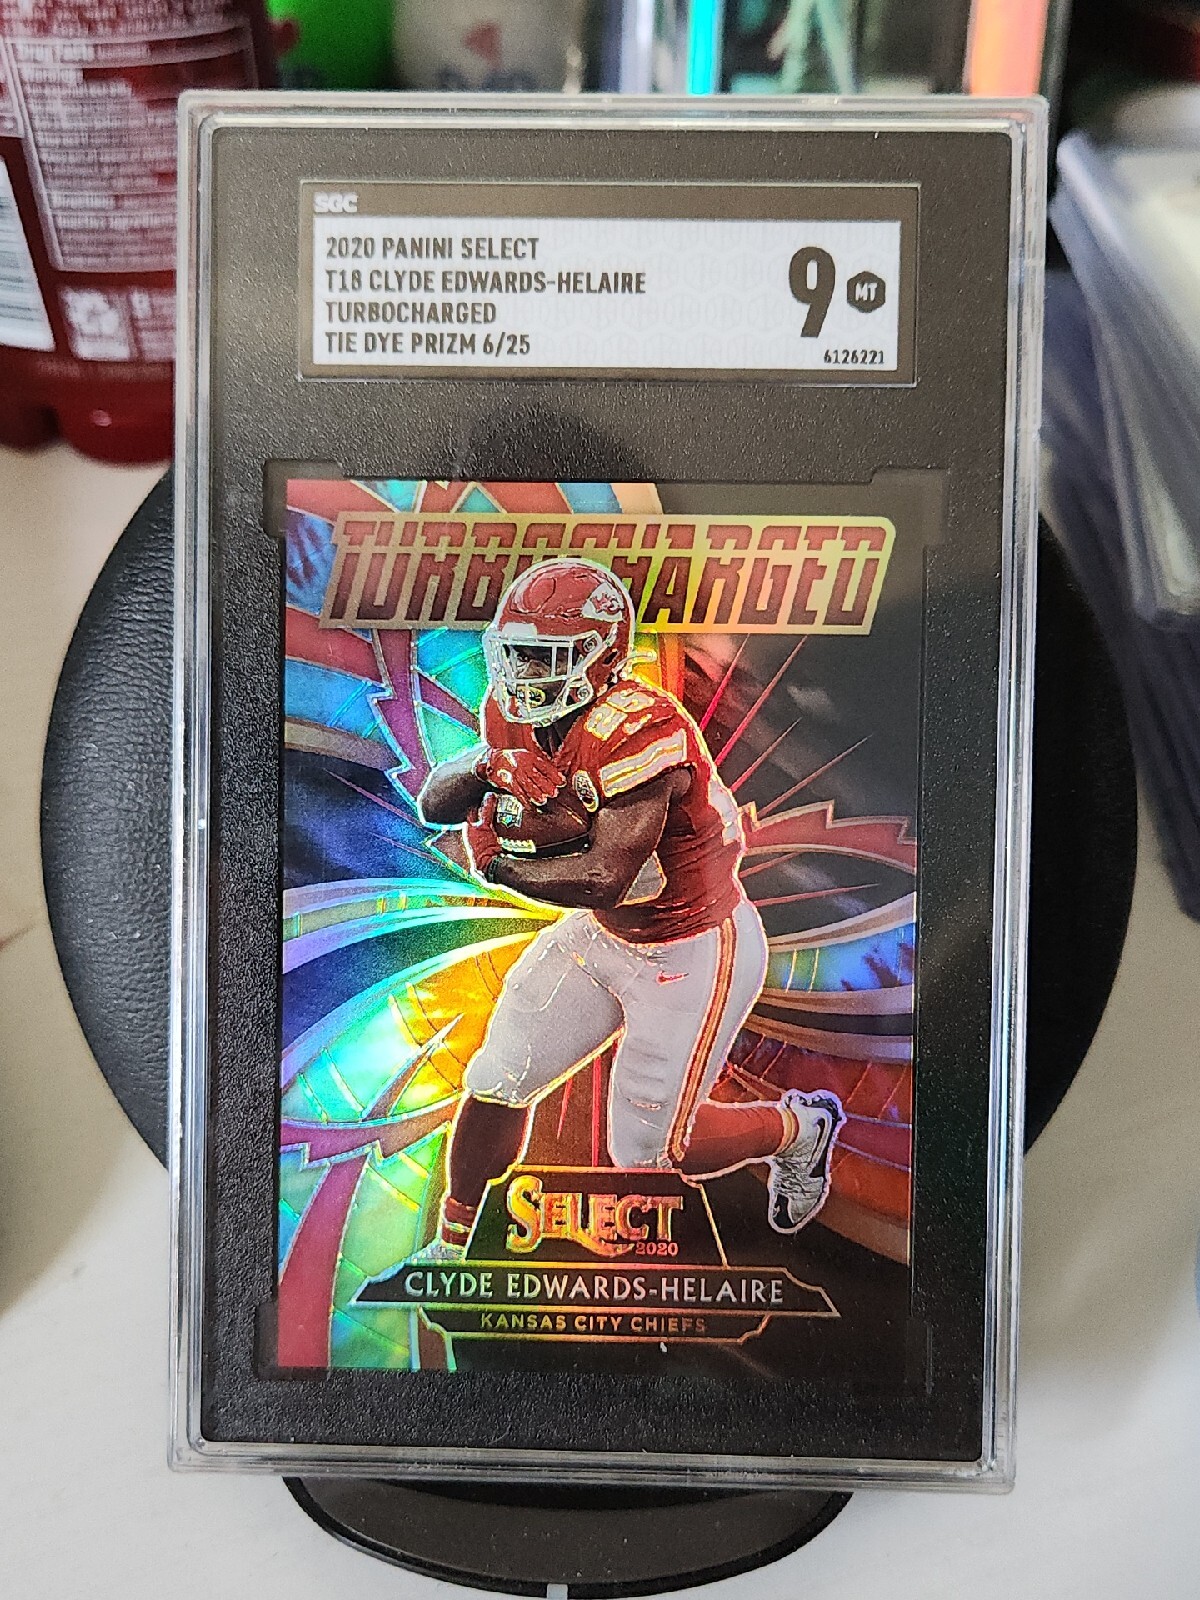 SGC
2020 PANINI SELECT
T18 CLYDE EDWARDS-HELAIRE
TURBOCHARGED
TIE DYE PRIZM 6/25
9 MT
6126221
TURBOCHARGED
25
SELECT
2020
CLYDE EDWARDS-HELAIRE
KANSAS CITY CHIEFS